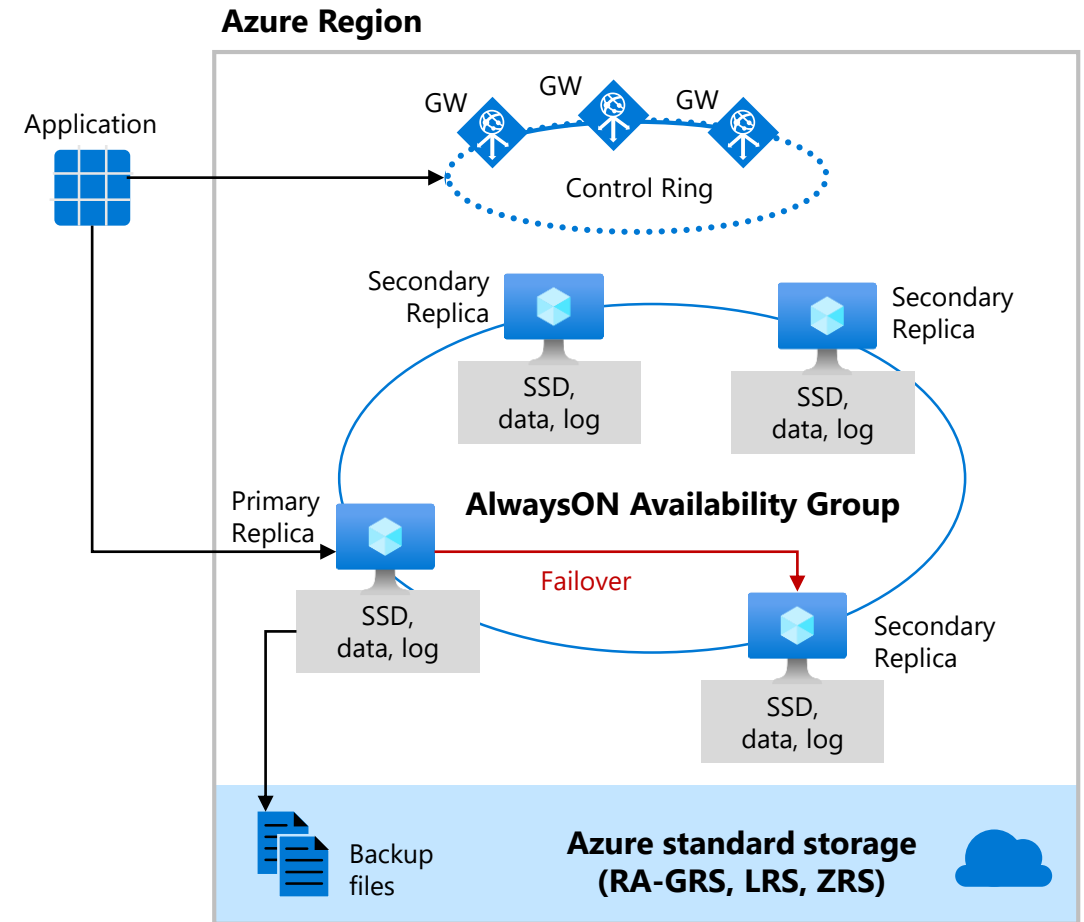 Azure Region
Application
GW
GW
GW
Control Ring
Secondary
Replica
Secondary
Replica
SSD,
data, log
SSD,
data, log
Primary
Replica
AlwaysON Availability Group
Failover
SSD,
data, log
Secondary
Replica
SSD,
data, log
Backup
files
Azure standard storage
(RA-GRS, LRS, ZRS)